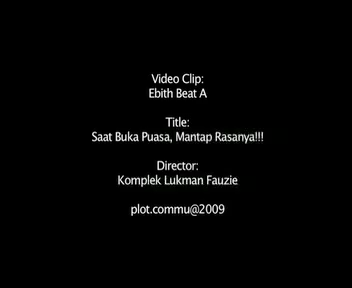 Video Clip:
Ebith Beat A
Title:
Saat Buka Puasa, Mantap Rasanya!!!
Director:
Komplek Lukman Fauzie
plot.commu@2009